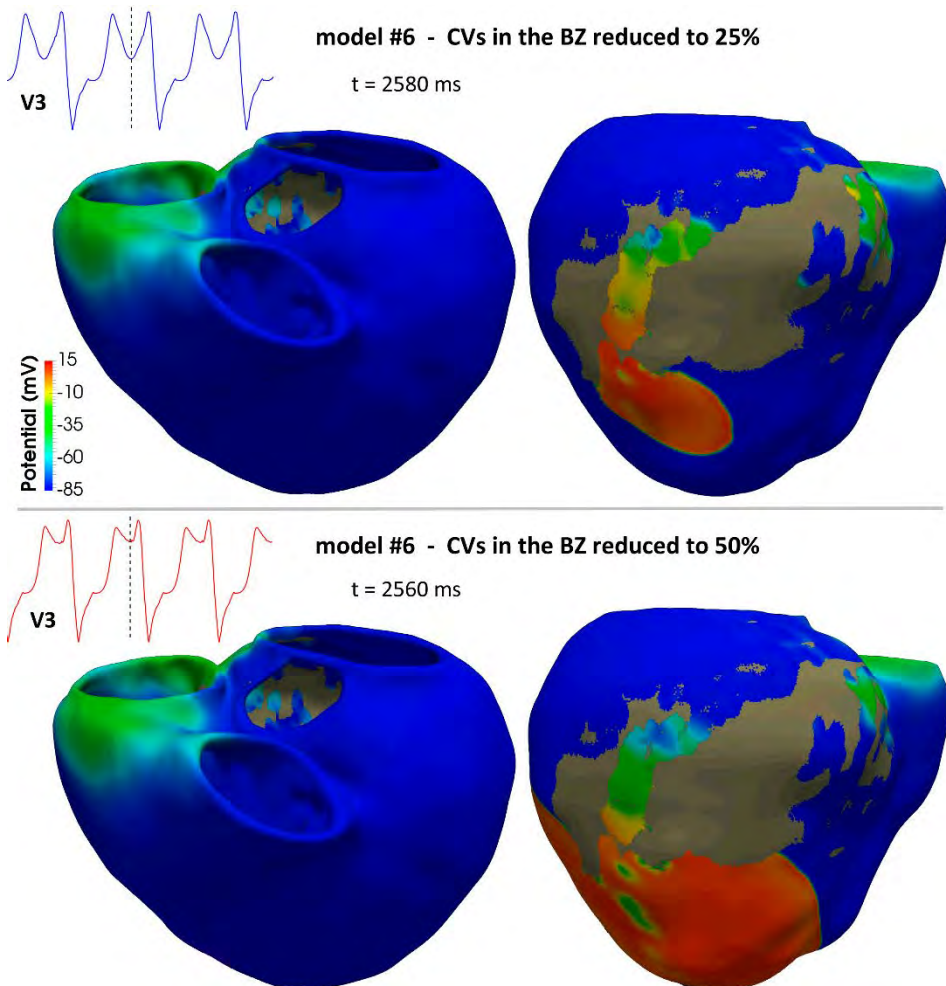 model #6 - CVs in the BZ reduced to 25%
t = 2580 ms
V3
Potential (mV)
15
-10
-35
-60
-85
model #6 - CVs in the BZ reduced to 50%
t = 2560 ms
V3